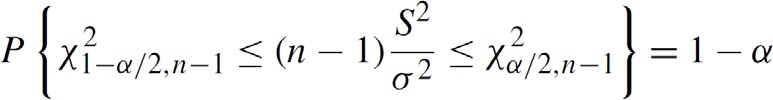 P { χ²_{1−α/2,n−1} ≤ (n − 1) S²/σ² ≤ χ²_{α/2,n−1} } = 1 − α